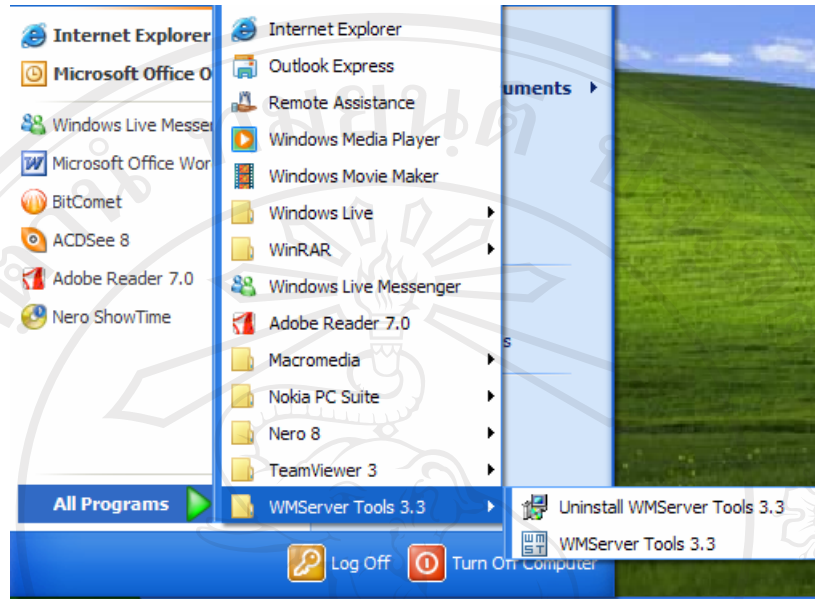 Internet Explorer
Microsoft Office O
Windows Live Messen
Microsoft Office Wor
BitComet
ACDSee 8
Adobe Reader 7.0
Nero ShowTime
All Programs
Internet Explorer
Outlook Express
Remote Assistance
Windows Media Player
Windows Movie Maker
Windows Live
WinRAR
Windows Live Messenger
Adobe Reader 7.0
Macromedia
Nokia PC Suite
Nero 8
TeamViewer 3
WMServer Tools 3.3
uments
s
Uninstall WMServer Tools 3.3
WMServer Tools 3.3
Log Off
Turn Off Computer